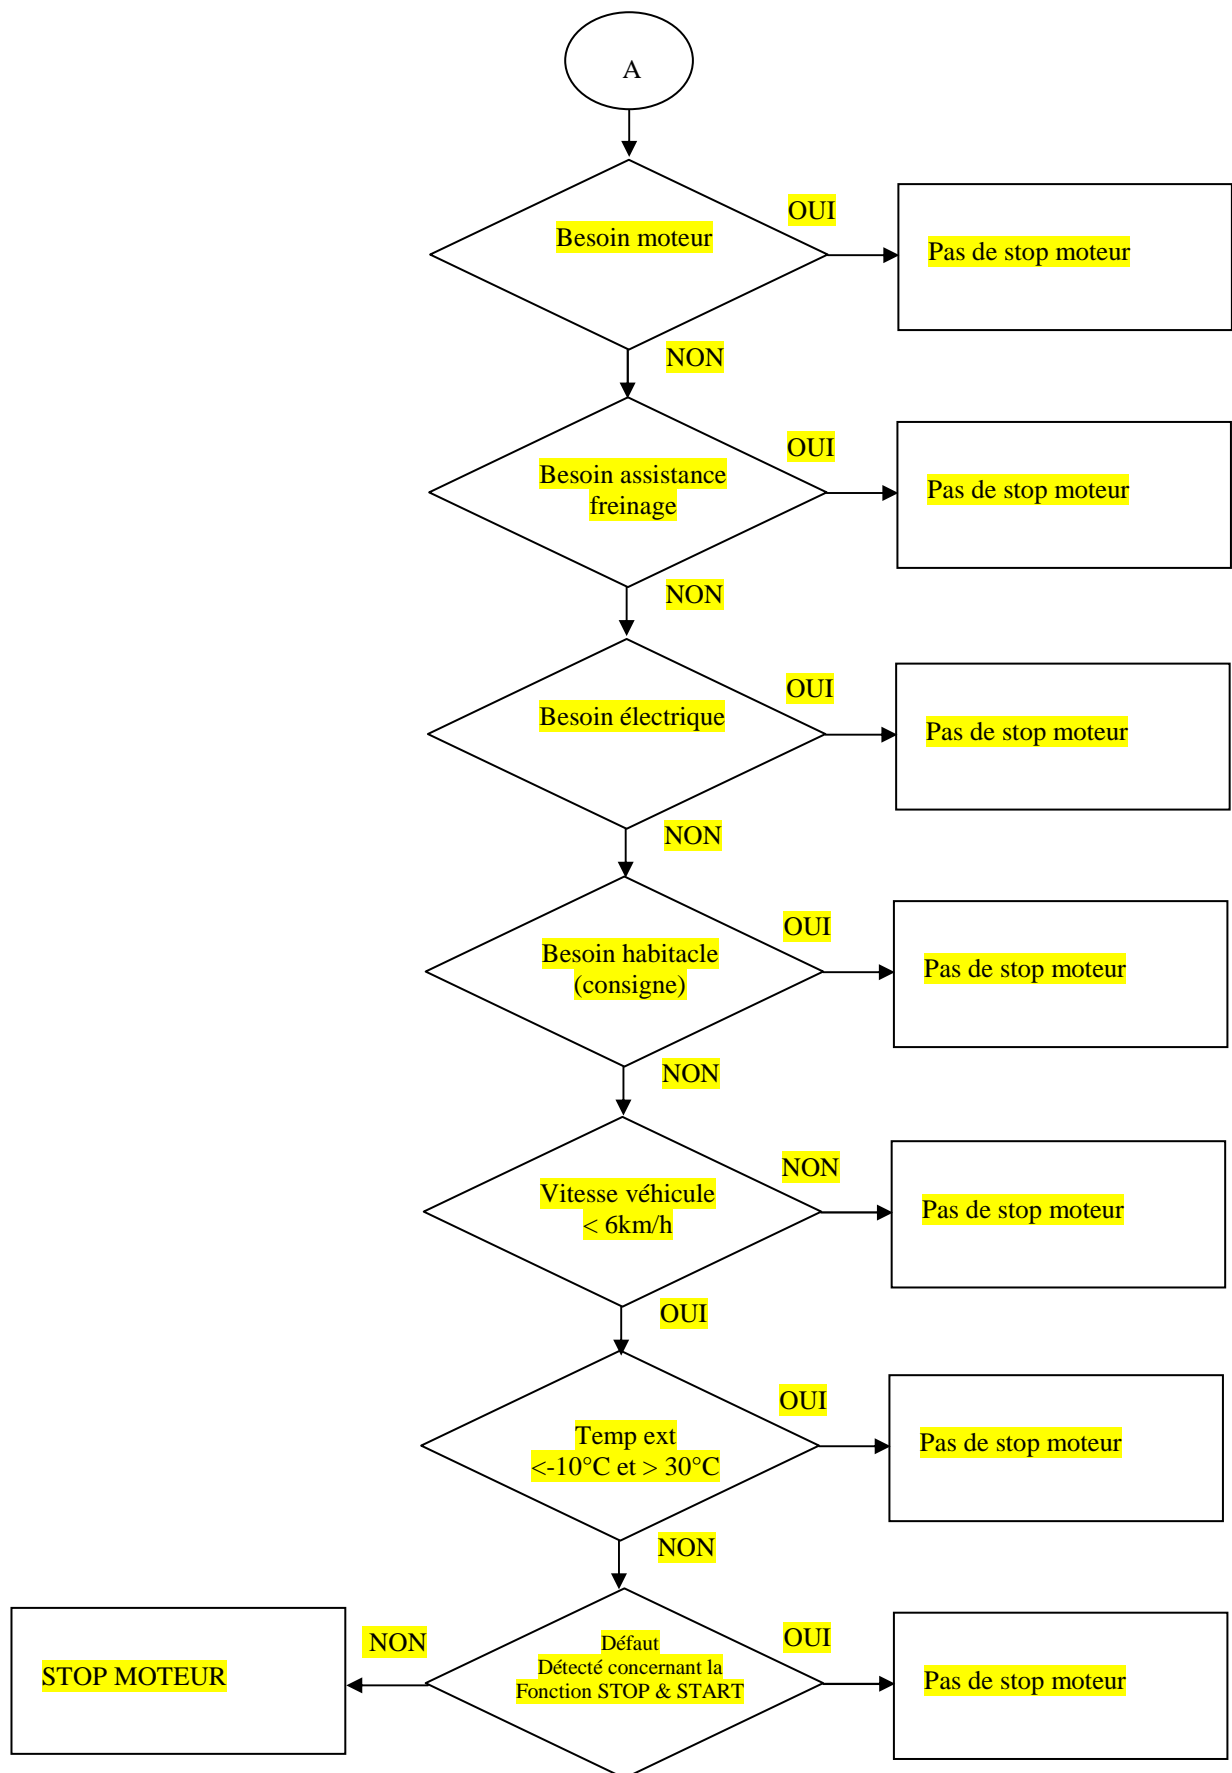 A
OUI
Besoin moteur
Pas de stop moteur
NON
OUI
Besoin assistance
freinage
Pas de stop moteur
NON
OUI
Besoin électrique
Pas de stop moteur
NON
OUI
Besoin habitacle
(consigne)
Pas de stop moteur
NON
NON
Vitesse véhicule
< 6km/h
Pas de stop moteur
OUI
OUI
Temp ext
<-10°C et > 30°C
Pas de stop moteur
NON
NON
STOP MOTEUR
Défaut
Détecté concernant la
Fonction STOP & START
OUI
Pas de stop moteur